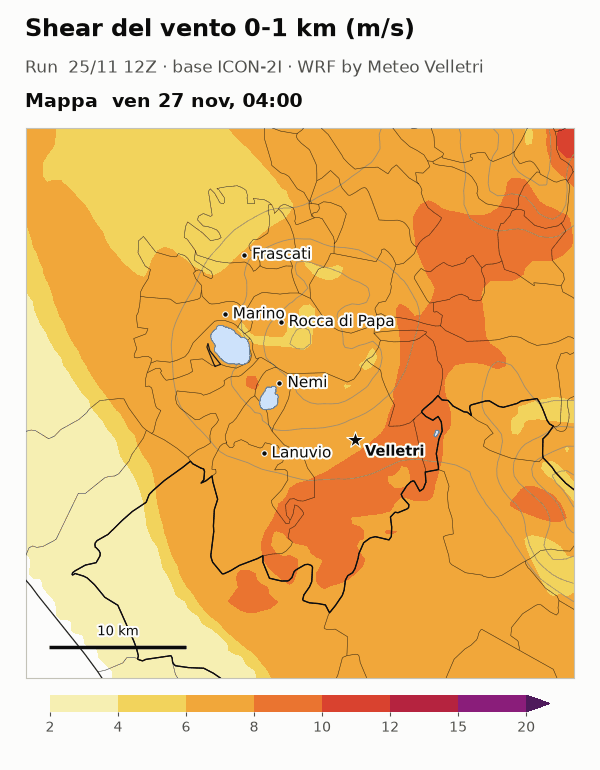 Shear del vento 0-1 km (m/s)
Run  25/11 12Z · base ICON-2I · WRF by Meteo Velletri
Mappa  ven 27 nov, 04:00
Frascati
Marino
Rocca di Papa
Nemi
Velletri
Lanuvio
10 km
2 4 6 8 10 12 15 20